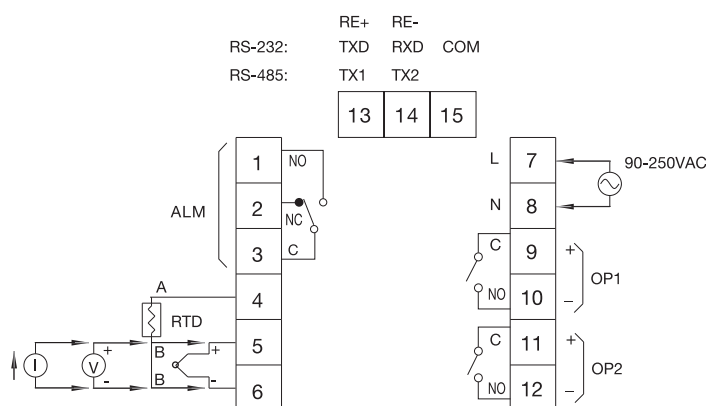 RE+ RE-
RS-232: TXD RXD COM
RS-485: TX1 TX2
13 14 15
1 NO
2 NC
3 C
ALM
4 A
RTD
5 B +
6 B -
I V + -
L 7 90-250VAC
N 8
C 9 +
NO 10 –
OP1
C 11 +
NO 12 –
OP2